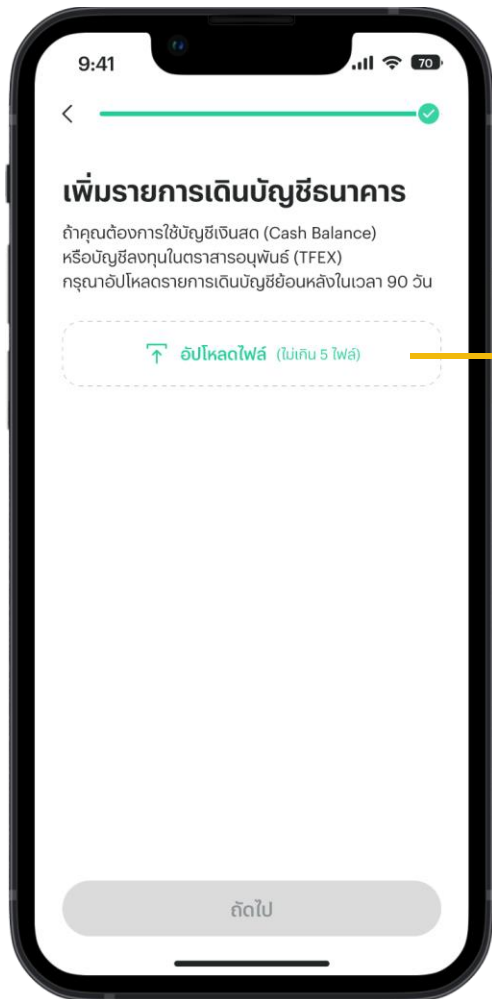 9:41
70
เพิ่มรายการเดินบัญชีธนาคาร
ถ้าคุณต้องการใช้บัญชีเงินสด (Cash Balance)
หรือบัญชีลงทุนในตราสารอนุพันธ์ (TFEX)
กรุณาอัปโหลดรายการเดินบัญชีย้อนหลังในเวลา 90 วัน
อัปโหลดไฟล์ (ไม่เกิน 5 ไฟล์)
ถัดไป